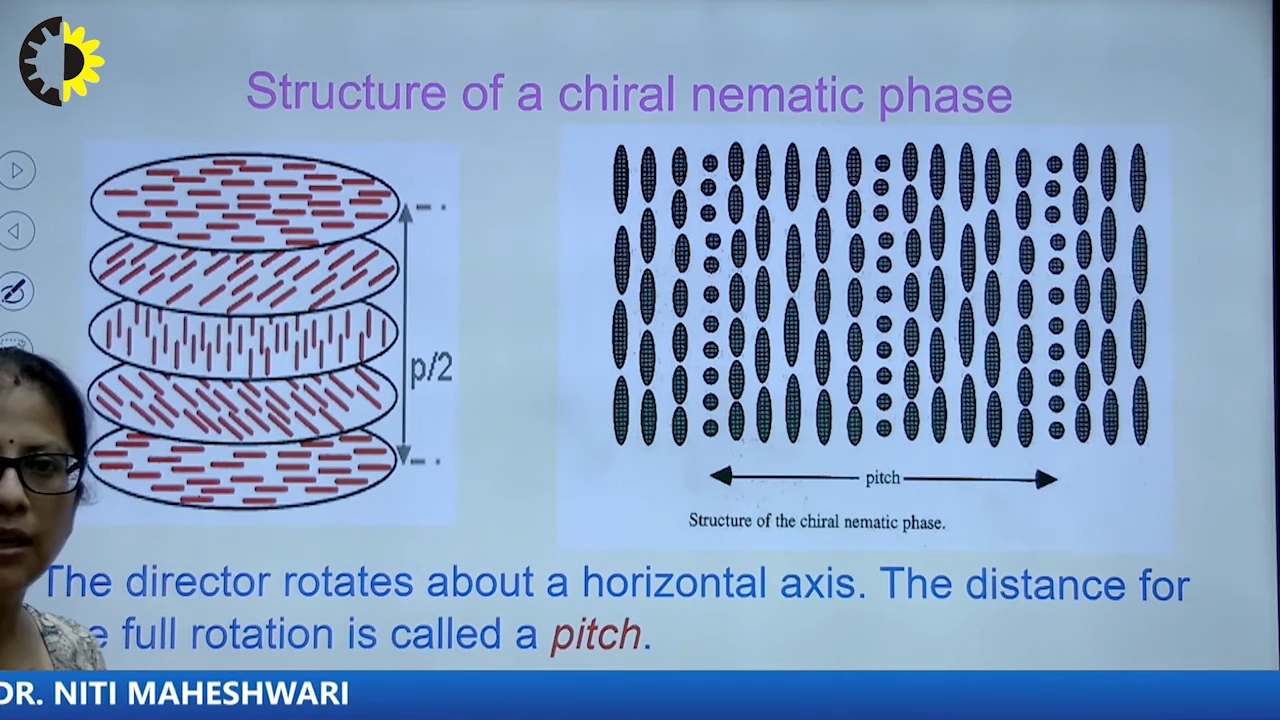 Structure of a chiral nematic phase
p/2
pitch
Structure of the chiral nematic phase.
The director rotates about a horizontal axis. The distance for
full rotation is called a pitch.
DR. NITI MAHESHWARI